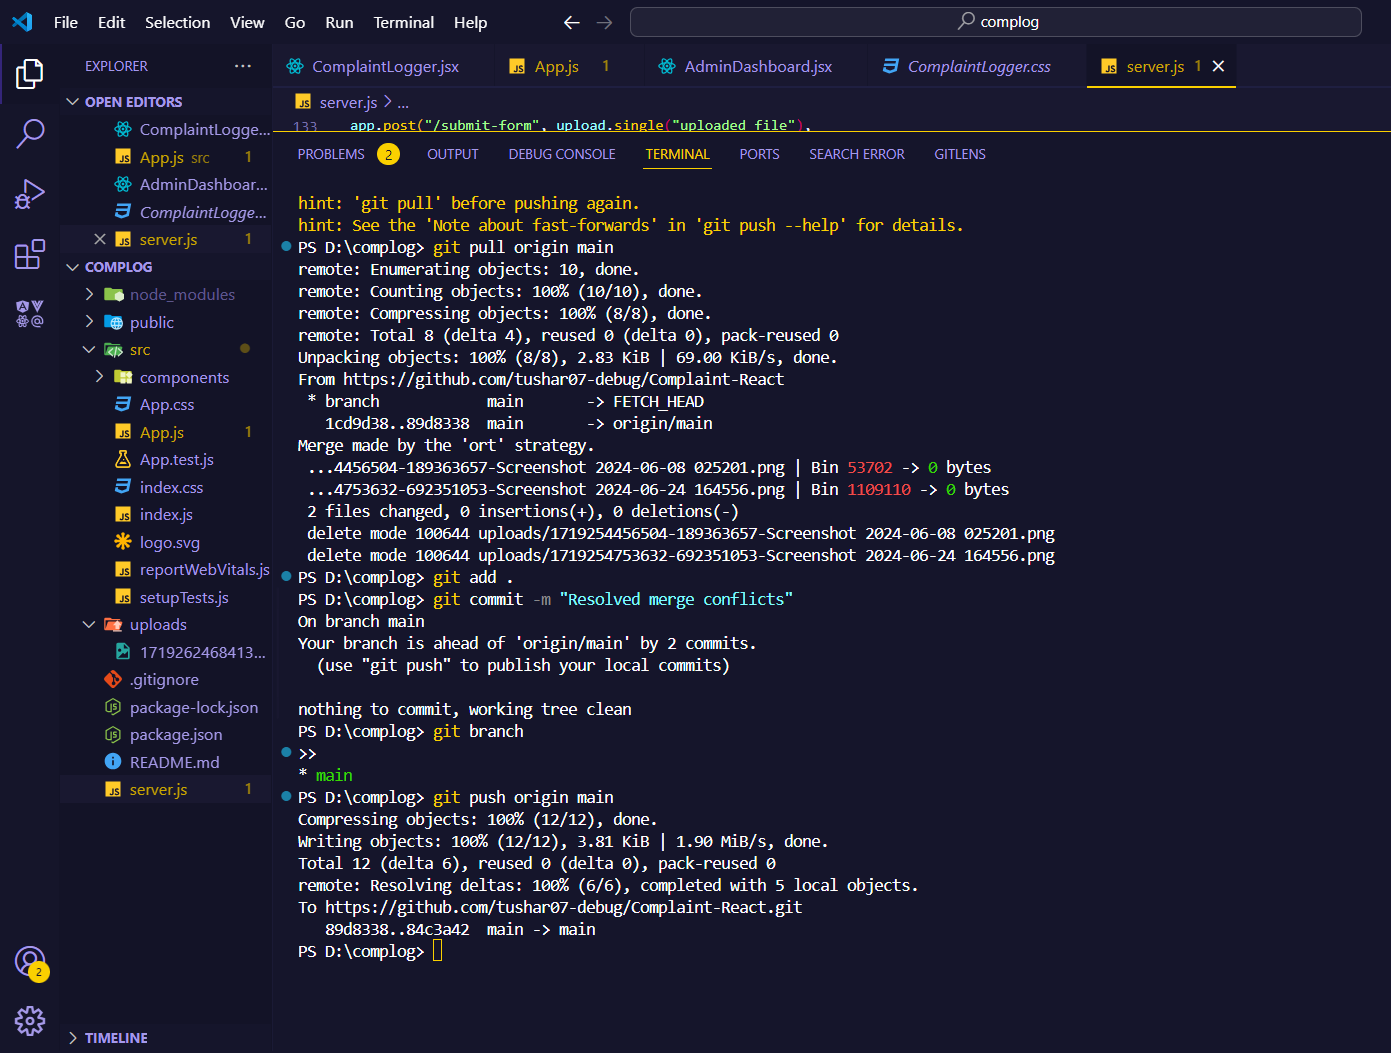 File Edit Selection View Go Run Terminal Help
complog
EXPLORER
ComplaintLogger.jsx
App.js 1
AdminDashboard.jsx
ComplaintLogger.css
server.js 1
server.js > ...
133 app.post("/submit-form", upload.single("uploaded_file"),
OPEN EDITORS
ComplaintLogge...
App.js src 1
AdminDashboar...
ComplaintLogge...
server.js 1
COMPLOG
node_modules
public
src
components
App.css
App.js 1
App.test.js
index.css
index.js
logo.svg
reportWebVitals.js
setupTests.js
uploads
1719262468413...
.gitignore
package-lock.json
package.json
README.md
server.js 1
2
TIMELINE
PROBLEMS 2 OUTPUT DEBUG CONSOLE TERMINAL PORTS SEARCH ERROR GITLENS
hint: 'git pull' before pushing again.
hint: See the 'Note about fast-forwards' in 'git push --help' for details.
PS D:\complog> git pull origin main
remote: Enumerating objects: 10, done.
remote: Counting objects: 100% (10/10), done.
remote: Compressing objects: 100% (8/8), done.
remote: Total 8 (delta 4), reused 0 (delta 0), pack-reused 0
Unpacking objects: 100% (8/8), 2.83 KiB | 69.00 KiB/s, done.
From https://github.com/tushar07-debug/Complaint-React
* branch main -> FETCH_HEAD
1cd9d38..89d8338 main -> origin/main
Merge made by the 'ort' strategy.
...4456504-189363657-Screenshot 2024-06-08 025201.png | Bin 53702 -> 0 bytes
...4753632-692351053-Screenshot 2024-06-24 164556.png | Bin 1109110 -> 0 bytes
2 files changed, 0 insertions(+), 0 deletions(-)
delete mode 100644 uploads/1719254456504-189363657-Screenshot 2024-06-08 025201.png
delete mode 100644 uploads/1719254753632-692351053-Screenshot 2024-06-24 164556.png
PS D:\complog> git add .
PS D:\complog> git commit -m "Resolved merge conflicts"
On branch main
Your branch is ahead of 'origin/main' by 2 commits.
(use "git push" to publish your local commits)
nothing to commit, working tree clean
PS D:\complog> git branch
>>
* main
PS D:\complog> git push origin main
Compressing objects: 100% (12/12), done.
Writing objects: 100% (12/12), 3.81 KiB | 1.90 MiB/s, done.
Total 12 (delta 6), reused 0 (delta 0), pack-reused 0
remote: Resolving deltas: 100% (6/6), completed with 5 local objects.
To https://github.com/tushar07-debug/Complaint-React.git
89d8338..84c3a42 main -> main
PS D:\complog>